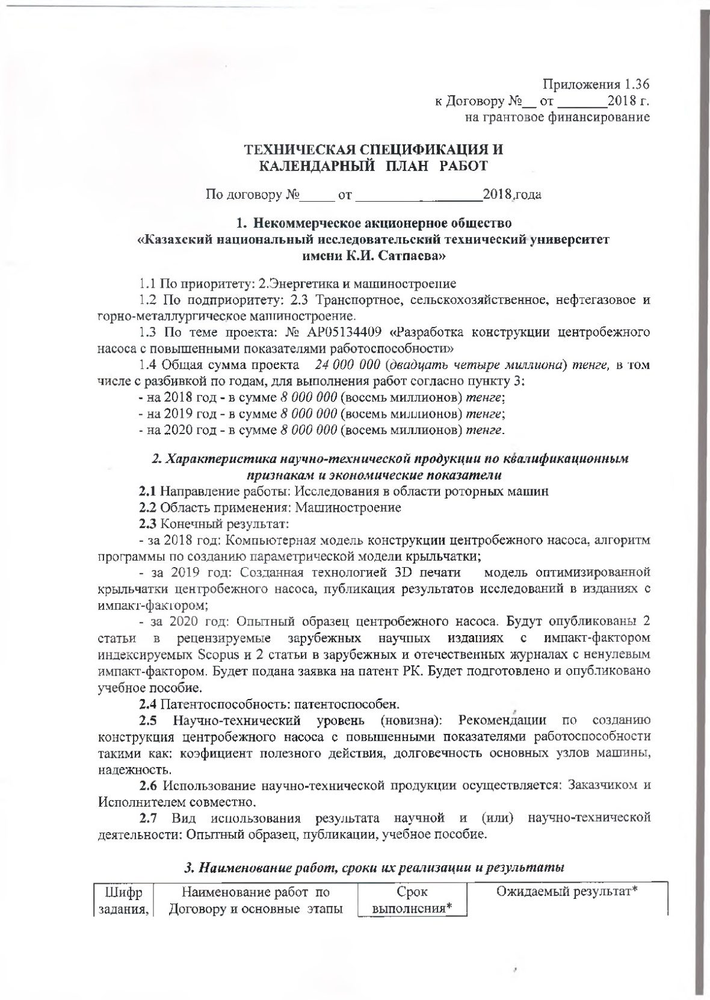 Приложения 1.36
к Договору №__ от _______2018 г.
на грантовое финансирование
ТЕХНИЧЕСКАЯ СПЕЦИФИКАЦИЯ И
КАЛЕНДАРНЫЙ ПЛАН РАБОТ
По договору №_____ от __________________2018 года
1. Некоммерческое акционерное общество
«Казахский национальный исследовательский технический университет
имени К.И. Сатпаева»
1.1 По приоритету: 2.Энергетика и машиностроение
1.2 По подприоритету: 2.3 Транспортное, сельскохозяйственное, нефтегазовое и
горно-металлургическое машиностроение.
1.3 По теме проекта: № АР05134409 «Разработка конструкции центробежного
насоса с повышенными показателями работоспособности»
1.4 Общая сумма проекта 24 000 000 (двадцать четыре миллиона) тенге, в том
числе с разбивкой по годам, для выполнения работ согласно пункту 3:
- на 2018 год - в сумме 8 000 000 (восемь миллионов) тенге;
- на 2019 год - в сумме 8 000 000 (восемь миллионов) тенге;
- на 2020 год - в сумме 8 000 000 (восемь миллионов) тенге.
2. Характеристика научно-технической продукции по квалификационным
признакам и экономические показатели
2.1 Направление работы: Исследования в области роторных машин
2.2 Область применения: Машиностроение
2.3 Конечный результат:
- за 2018 год: Компьютерная модель конструкции центробежного насоса, алгоритм
программы по созданию параметрической модели крыльчатки;
- за 2019 год: Созданная технологией 3D печати модель оптимизированной
крыльчатки центробежного насоса, публикация результатов исследований в изданиях с
импакт-фактором;
- за 2020 год: Опытный образец центробежного насоса. Будут опубликованы 2
статьи в рецензируемые зарубежных научных изданиях с импакт-фактором
индексируемых Scopus и 2 статьи в зарубежных и отечественных журналах с ненулевым
импакт-фактором. Будет подана заявка на патент РК. Будет подготовлено и опубликовано
учебное пособие.
2.4 Патентоспособность: патентоспособен.
2.5 Научно-технический уровень (новизна): Рекомендации по созданию
конструкция центробежного насоса с повышенными показателями работоспособности
такими как: коэфициент полезного действия, долговечность основных узлов машины,
надежность.
2.6 Использование научно-технической продукции осуществляется: Заказчиком и
Исполнителем совместно.
2.7 Вид использования результата научной и (или) научно-технической
деятельности: Опытный образец, публикации, учебное пособие.
3. Наименование работ, сроки их реализации и результаты
Шифр Наименование работ по Срок Ожидаемый результат*
задания, Договору и основные этапы выполнения*